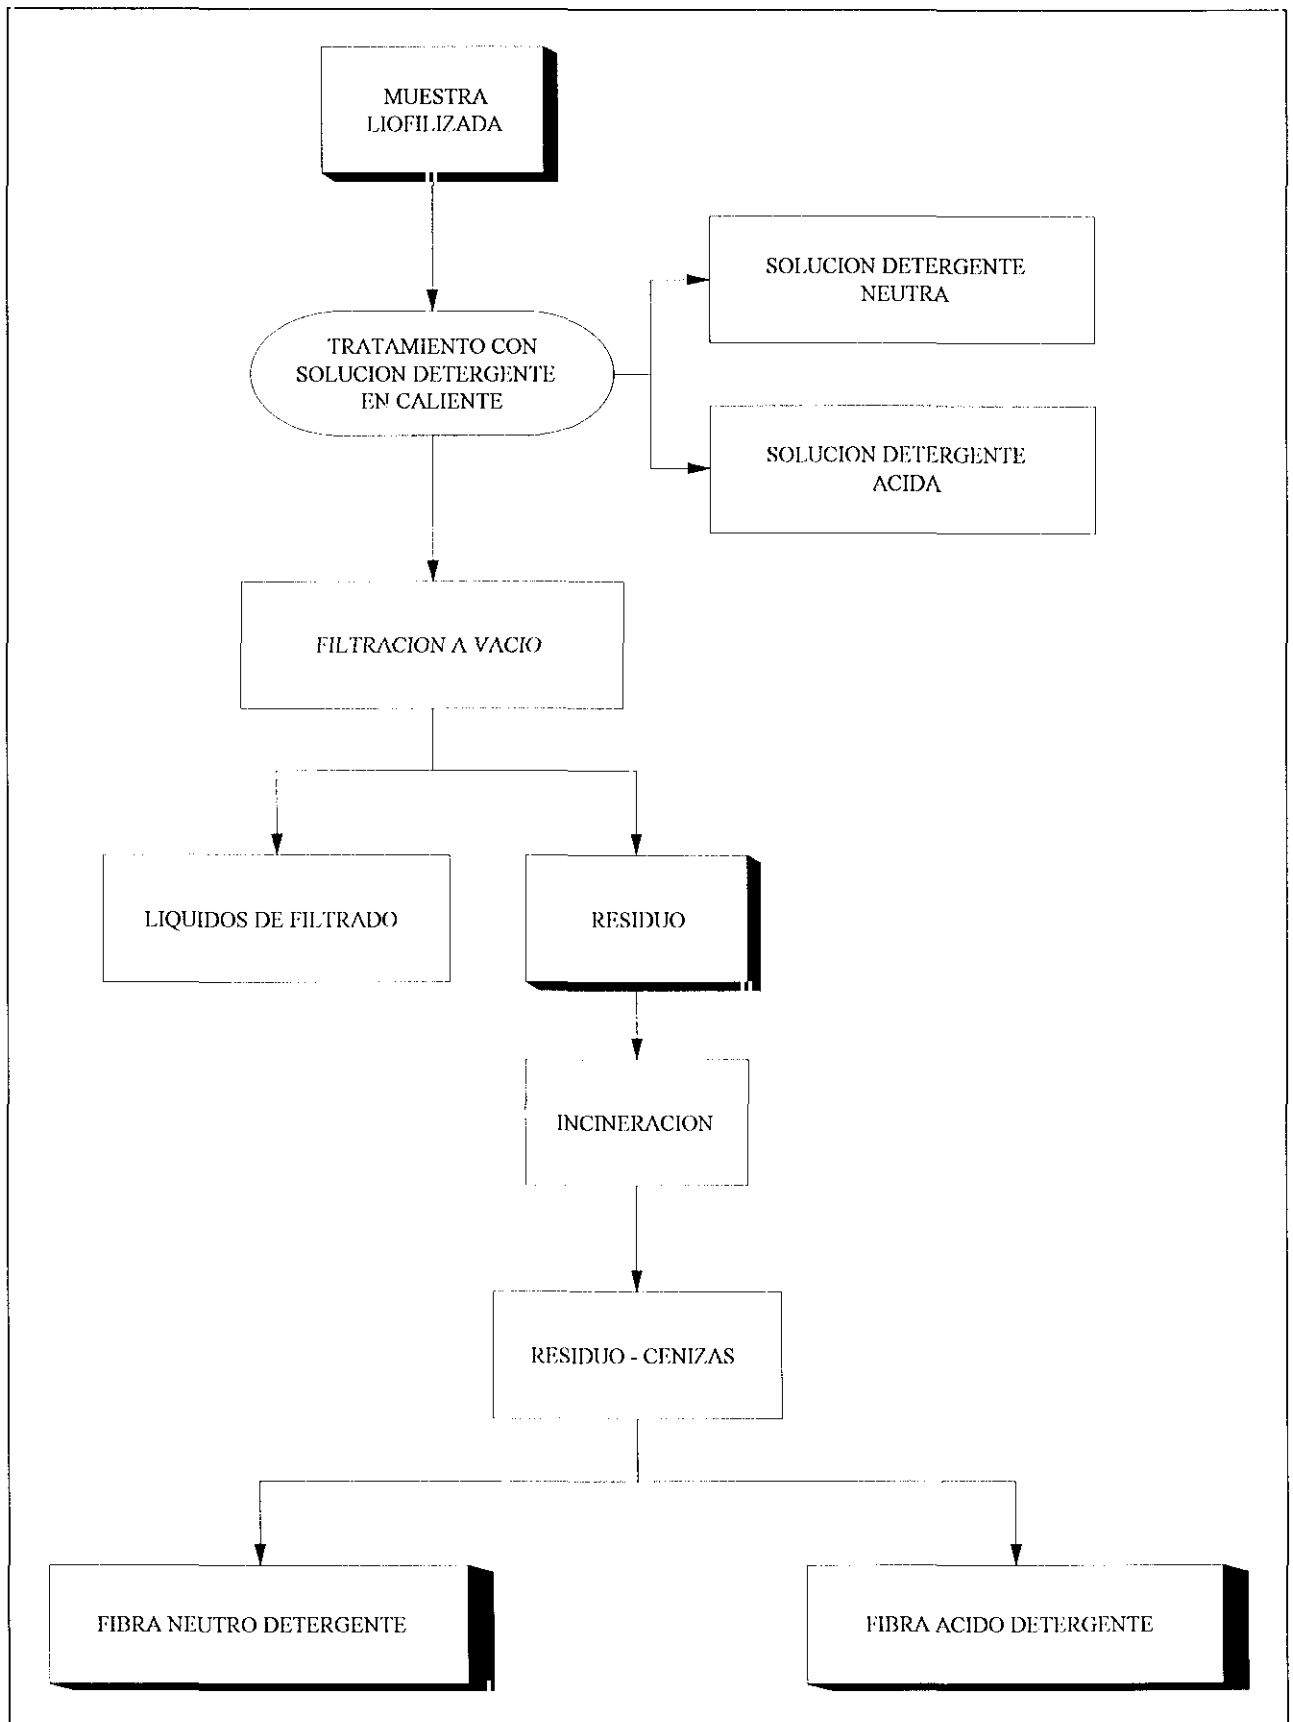 MUESTRA
LIOFILIZADA
SOLUCION DETERGENTE
NEUTRA
TRATAMIENTO CON
SOLUCION DETERGENTE
EN CALIENTE
SOLUCION DETERGENTE
ACIDA
FILTRACION A VACIO
LIQUIDOS DE FILTRADO
RESIDUO
INCINERACION
RESIDUO - CENIZAS
FIBRA NEUTRO DETERGENTE
FIBRA ACIDO DETERGENTE